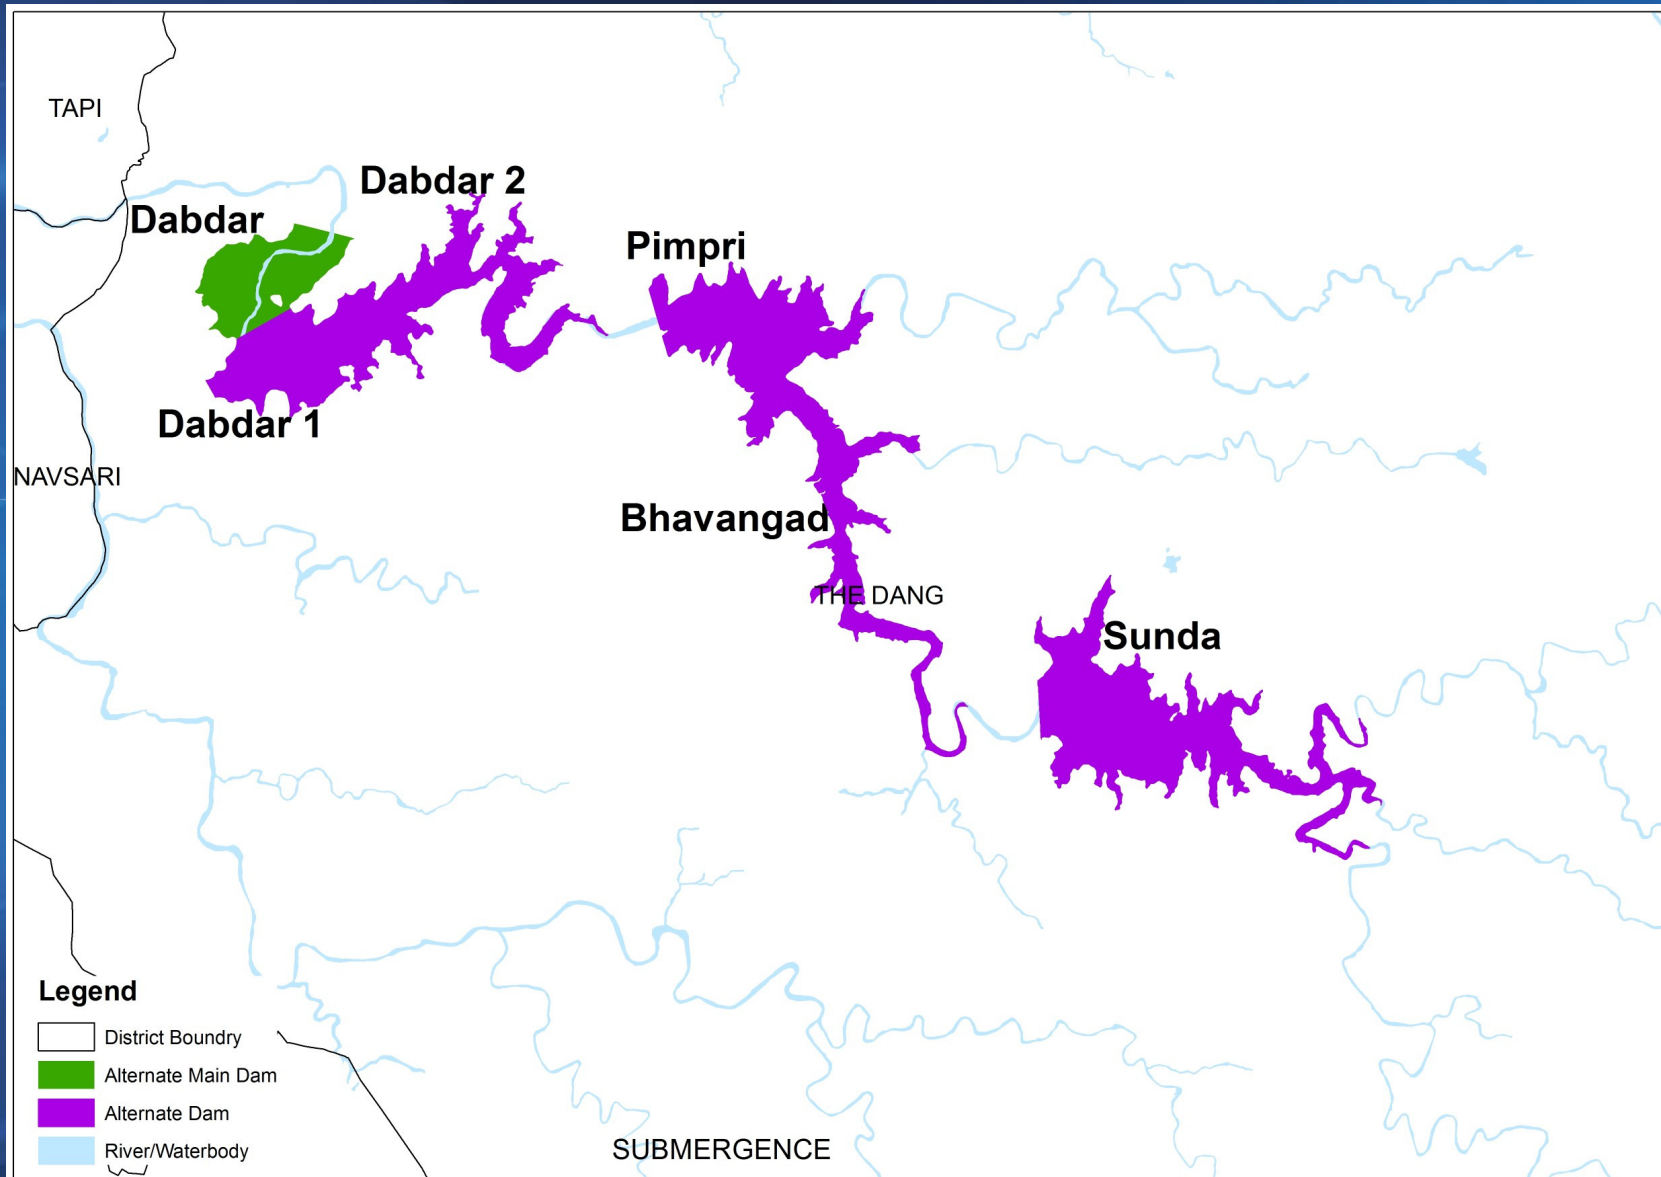 TAPI
Dabdar 2
Dabdar
Pimpri
Dabdar 1
NAVSARI
Bhavangad
THE DANG
Sunda
Legend
District Boundry
Alternate Main Dam
Alternate Dam
River/Waterbody
SUBMERGENCE